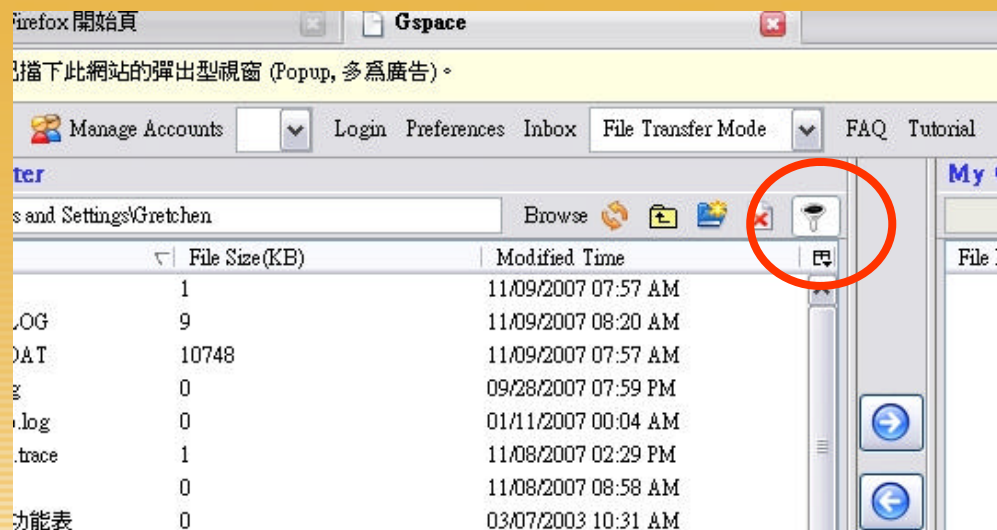 Firefox 開始頁 Gspace
已擋下此網站的彈出型視窗 (Popup, 多爲廣告)。
Manage Accounts Login Preferences Inbox File Transfer Mode FAQ Tutorial
ter My
s and Settings\Gretchen Browse
File Size(KB) Modified Time File
1 11/09/2007 07:57 AM
.LOG 9 11/09/2007 08:20 AM
DAT 10748 11/09/2007 07:57 AM
g 0 09/28/2007 07:59 PM
.log 0 01/11/2007 00:04 AM
.trace 1 11/08/2007 02:29 PM
0 11/08/2007 08:58 AM
功能表 0 03/07/2003 10:31 AM